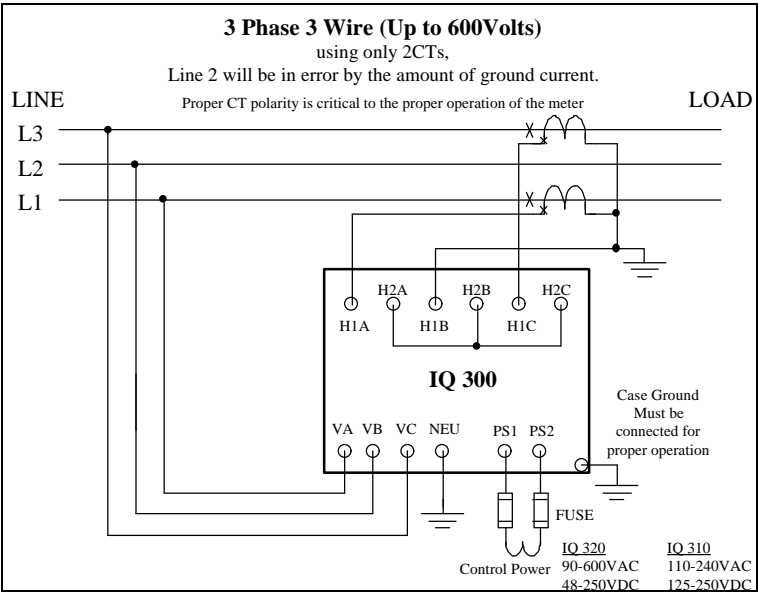 3 Phase 3 Wire (Up to 600Volts)
using only 2CTs,
Line 2 will be in error by the amount of ground current.
Proper CT polarity is critical to the proper operation of the meter
LINE
LOAD
L3
L2
L1
H2A
H2B
H2C
H1A
H1B
H1C
IQ 300
VA
VB
VC
NEU
PS1
PS2
Case Ground
Must be
connected for
proper operation
FUSE
Control Power
IQ 320
90-600VAC
48-250VDC
IQ 310
110-240VAC
125-250VDC